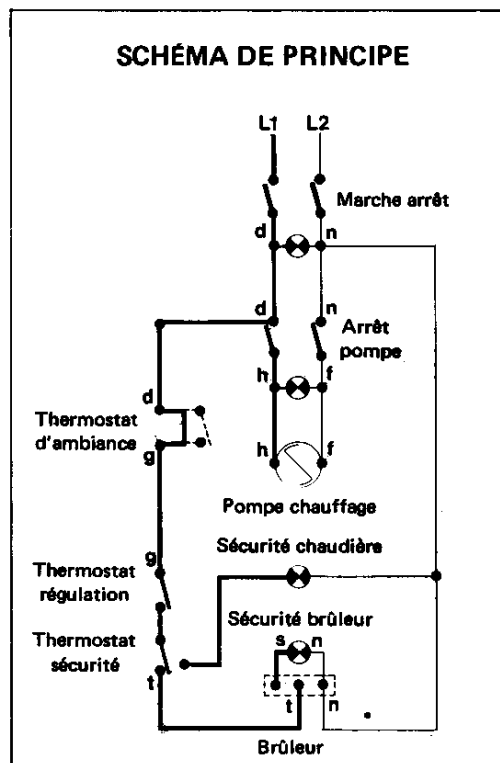 SCHÉMA DE PRINCIPE
L1 L2
Marche arrêt
d n
d n
Arrêt
pompe
h f
d
Thermostat
d'ambiance
g
h f
Pompe chauffage
Sécurité chaudière
g
Thermostat
régulation
Sécurité brûleur
Thermostat
sécurité
s n
t
t n
Brûleur